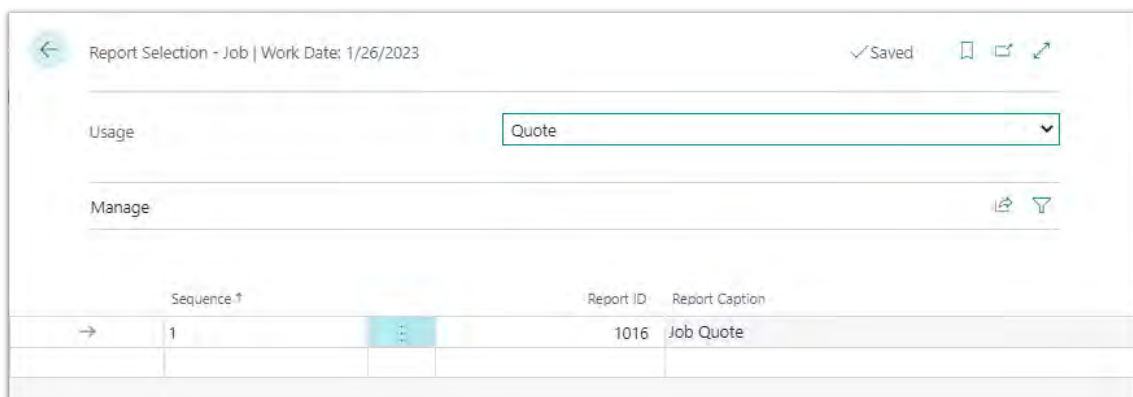 Report Selection - Job | Work Date: 1/26/2023 ✓Saved
Usage Quote
Manage
Sequence ↑ Report ID Report Caption
→ 1 1016 Job Quote